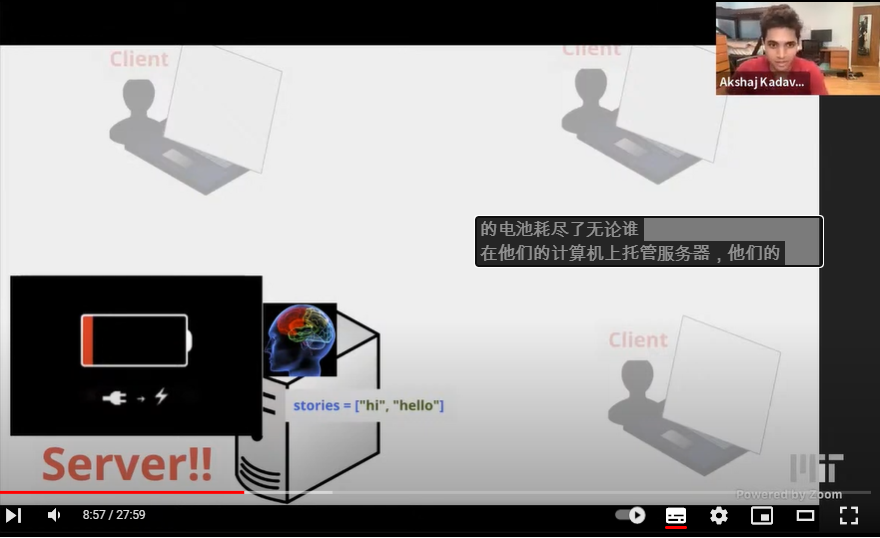 Client
Client
Akshaj Kadav...
的电池耗尽了无论谁
在他们的计算机上托管服务器，他们的
Client
stories = ["hi", "hello"]
Server!!
MIT
Powered by Zoom
8:57 / 27:59